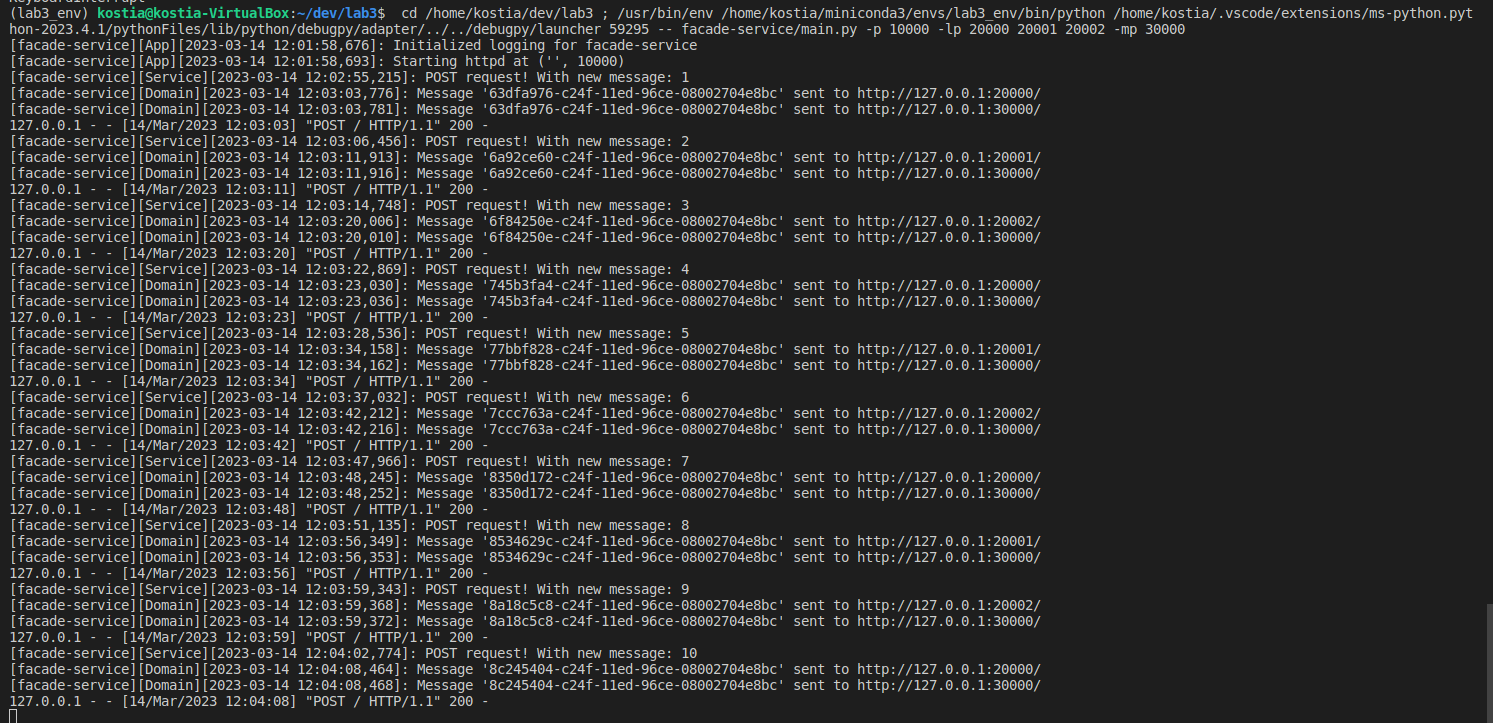 KeyboardInterrupt
(lab3_env) kostia@kostia-VirtualBox:~/dev/lab3$  cd /home/kostia/dev/lab3 ; /usr/bin/env /home/kostia/miniconda3/envs/lab3_env/bin/python /home/kostia/.vscode/extensions/ms-python.pyt
hon-2023.4.1/pythonFiles/lib/python/debugpy/adapter/../../debugpy/launcher 59295 -- facade-service/main.py -p 10000 -lp 20000 20001 20002 -mp 30000
[facade-service][App][2023-03-14 12:01:58,676]: Initialized logging for facade-service
[facade-service][App][2023-03-14 12:01:58,693]: Starting httpd at ('', 10000)
[facade-service][Service][2023-03-14 12:02:55,215]: POST request! With new message: 1
[facade-service][Domain][2023-03-14 12:03:03,776]: Message '63dfa976-c24f-11ed-96ce-08002704e8bc' sent to http://127.0.0.1:20000/
[facade-service][Domain][2023-03-14 12:03:03,781]: Message '63dfa976-c24f-11ed-96ce-08002704e8bc' sent to http://127.0.0.1:30000/
127.0.0.1 - - [14/Mar/2023 12:03:03] "POST / HTTP/1.1" 200 -
[facade-service][Service][2023-03-14 12:03:06,456]: POST request! With new message: 2
[facade-service][Domain][2023-03-14 12:03:11,913]: Message '6a92ce60-c24f-11ed-96ce-08002704e8bc' sent to http://127.0.0.1:20001/
[facade-service][Domain][2023-03-14 12:03:11,916]: Message '6a92ce60-c24f-11ed-96ce-08002704e8bc' sent to http://127.0.0.1:30000/
127.0.0.1 - - [14/Mar/2023 12:03:11] "POST / HTTP/1.1" 200 -
[facade-service][Service][2023-03-14 12:03:14,748]: POST request! With new message: 3
[facade-service][Domain][2023-03-14 12:03:20,006]: Message '6f84250e-c24f-11ed-96ce-08002704e8bc' sent to http://127.0.0.1:20002/
[facade-service][Domain][2023-03-14 12:03:20,010]: Message '6f84250e-c24f-11ed-96ce-08002704e8bc' sent to http://127.0.0.1:30000/
127.0.0.1 - - [14/Mar/2023 12:03:20] "POST / HTTP/1.1" 200 -
[facade-service][Service][2023-03-14 12:03:22,869]: POST request! With new message: 4
[facade-service][Domain][2023-03-14 12:03:23,030]: Message '745b3fa4-c24f-11ed-96ce-08002704e8bc' sent to http://127.0.0.1:20000/
[facade-service][Domain][2023-03-14 12:03:23,036]: Message '745b3fa4-c24f-11ed-96ce-08002704e8bc' sent to http://127.0.0.1:30000/
127.0.0.1 - - [14/Mar/2023 12:03:23] "POST / HTTP/1.1" 200 -
[facade-service][Service][2023-03-14 12:03:28,536]: POST request! With new message: 5
[facade-service][Domain][2023-03-14 12:03:34,158]: Message '77bbf828-c24f-11ed-96ce-08002704e8bc' sent to http://127.0.0.1:20001/
[facade-service][Domain][2023-03-14 12:03:34,162]: Message '77bbf828-c24f-11ed-96ce-08002704e8bc' sent to http://127.0.0.1:30000/
127.0.0.1 - - [14/Mar/2023 12:03:34] "POST / HTTP/1.1" 200 -
[facade-service][Service][2023-03-14 12:03:37,032]: POST request! With new message: 6
[facade-service][Domain][2023-03-14 12:03:42,212]: Message '7ccc763a-c24f-11ed-96ce-08002704e8bc' sent to http://127.0.0.1:20002/
[facade-service][Domain][2023-03-14 12:03:42,216]: Message '7ccc763a-c24f-11ed-96ce-08002704e8bc' sent to http://127.0.0.1:30000/
127.0.0.1 - - [14/Mar/2023 12:03:42] "POST / HTTP/1.1" 200 -
[facade-service][Service][2023-03-14 12:03:47,966]: POST request! With new message: 7
[facade-service][Domain][2023-03-14 12:03:48,245]: Message '8350d172-c24f-11ed-96ce-08002704e8bc' sent to http://127.0.0.1:20000/
[facade-service][Domain][2023-03-14 12:03:48,252]: Message '8350d172-c24f-11ed-96ce-08002704e8bc' sent to http://127.0.0.1:30000/
127.0.0.1 - - [14/Mar/2023 12:03:48] "POST / HTTP/1.1" 200 -
[facade-service][Service][2023-03-14 12:03:51,135]: POST request! With new message: 8
[facade-service][Domain][2023-03-14 12:03:56,349]: Message '8534629c-c24f-11ed-96ce-08002704e8bc' sent to http://127.0.0.1:20001/
[facade-service][Domain][2023-03-14 12:03:56,353]: Message '8534629c-c24f-11ed-96ce-08002704e8bc' sent to http://127.0.0.1:30000/
127.0.0.1 - - [14/Mar/2023 12:03:56] "POST / HTTP/1.1" 200 -
[facade-service][Service][2023-03-14 12:03:59,343]: POST request! With new message: 9
[facade-service][Domain][2023-03-14 12:03:59,368]: Message '8a18c5c8-c24f-11ed-96ce-08002704e8bc' sent to http://127.0.0.1:20002/
[facade-service][Domain][2023-03-14 12:03:59,372]: Message '8a18c5c8-c24f-11ed-96ce-08002704e8bc' sent to http://127.0.0.1:30000/
127.0.0.1 - - [14/Mar/2023 12:03:59] "POST / HTTP/1.1" 200 -
[facade-service][Service][2023-03-14 12:04:02,774]: POST request! With new message: 10
[facade-service][Domain][2023-03-14 12:04:08,464]: Message '8c245404-c24f-11ed-96ce-08002704e8bc' sent to http://127.0.0.1:20000/
[facade-service][Domain][2023-03-14 12:04:08,468]: Message '8c245404-c24f-11ed-96ce-08002704e8bc' sent to http://127.0.0.1:30000/
127.0.0.1 - - [14/Mar/2023 12:04:08] "POST / HTTP/1.1" 200 -